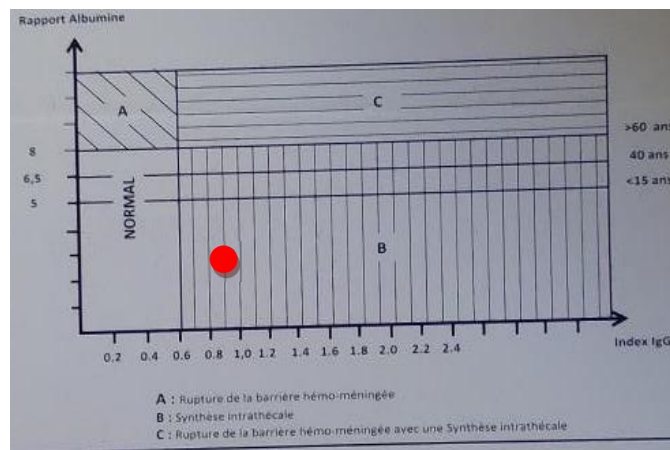 Rapport Albumine
A
C
>60 ans
8
40 ans
6,5
<15 ans
5
NORMAL
B
0.2 0.4 0.6 0.8 1,0 1.2 1.4 1.6 1.8 2.0 2.2 2.4
Index IgG
A : Rupture de la barrière hémo-méningée
B : Synthèse intrathécale
C : Rupture de la barrière hémo-méningée avec une Synthèse intrathécale